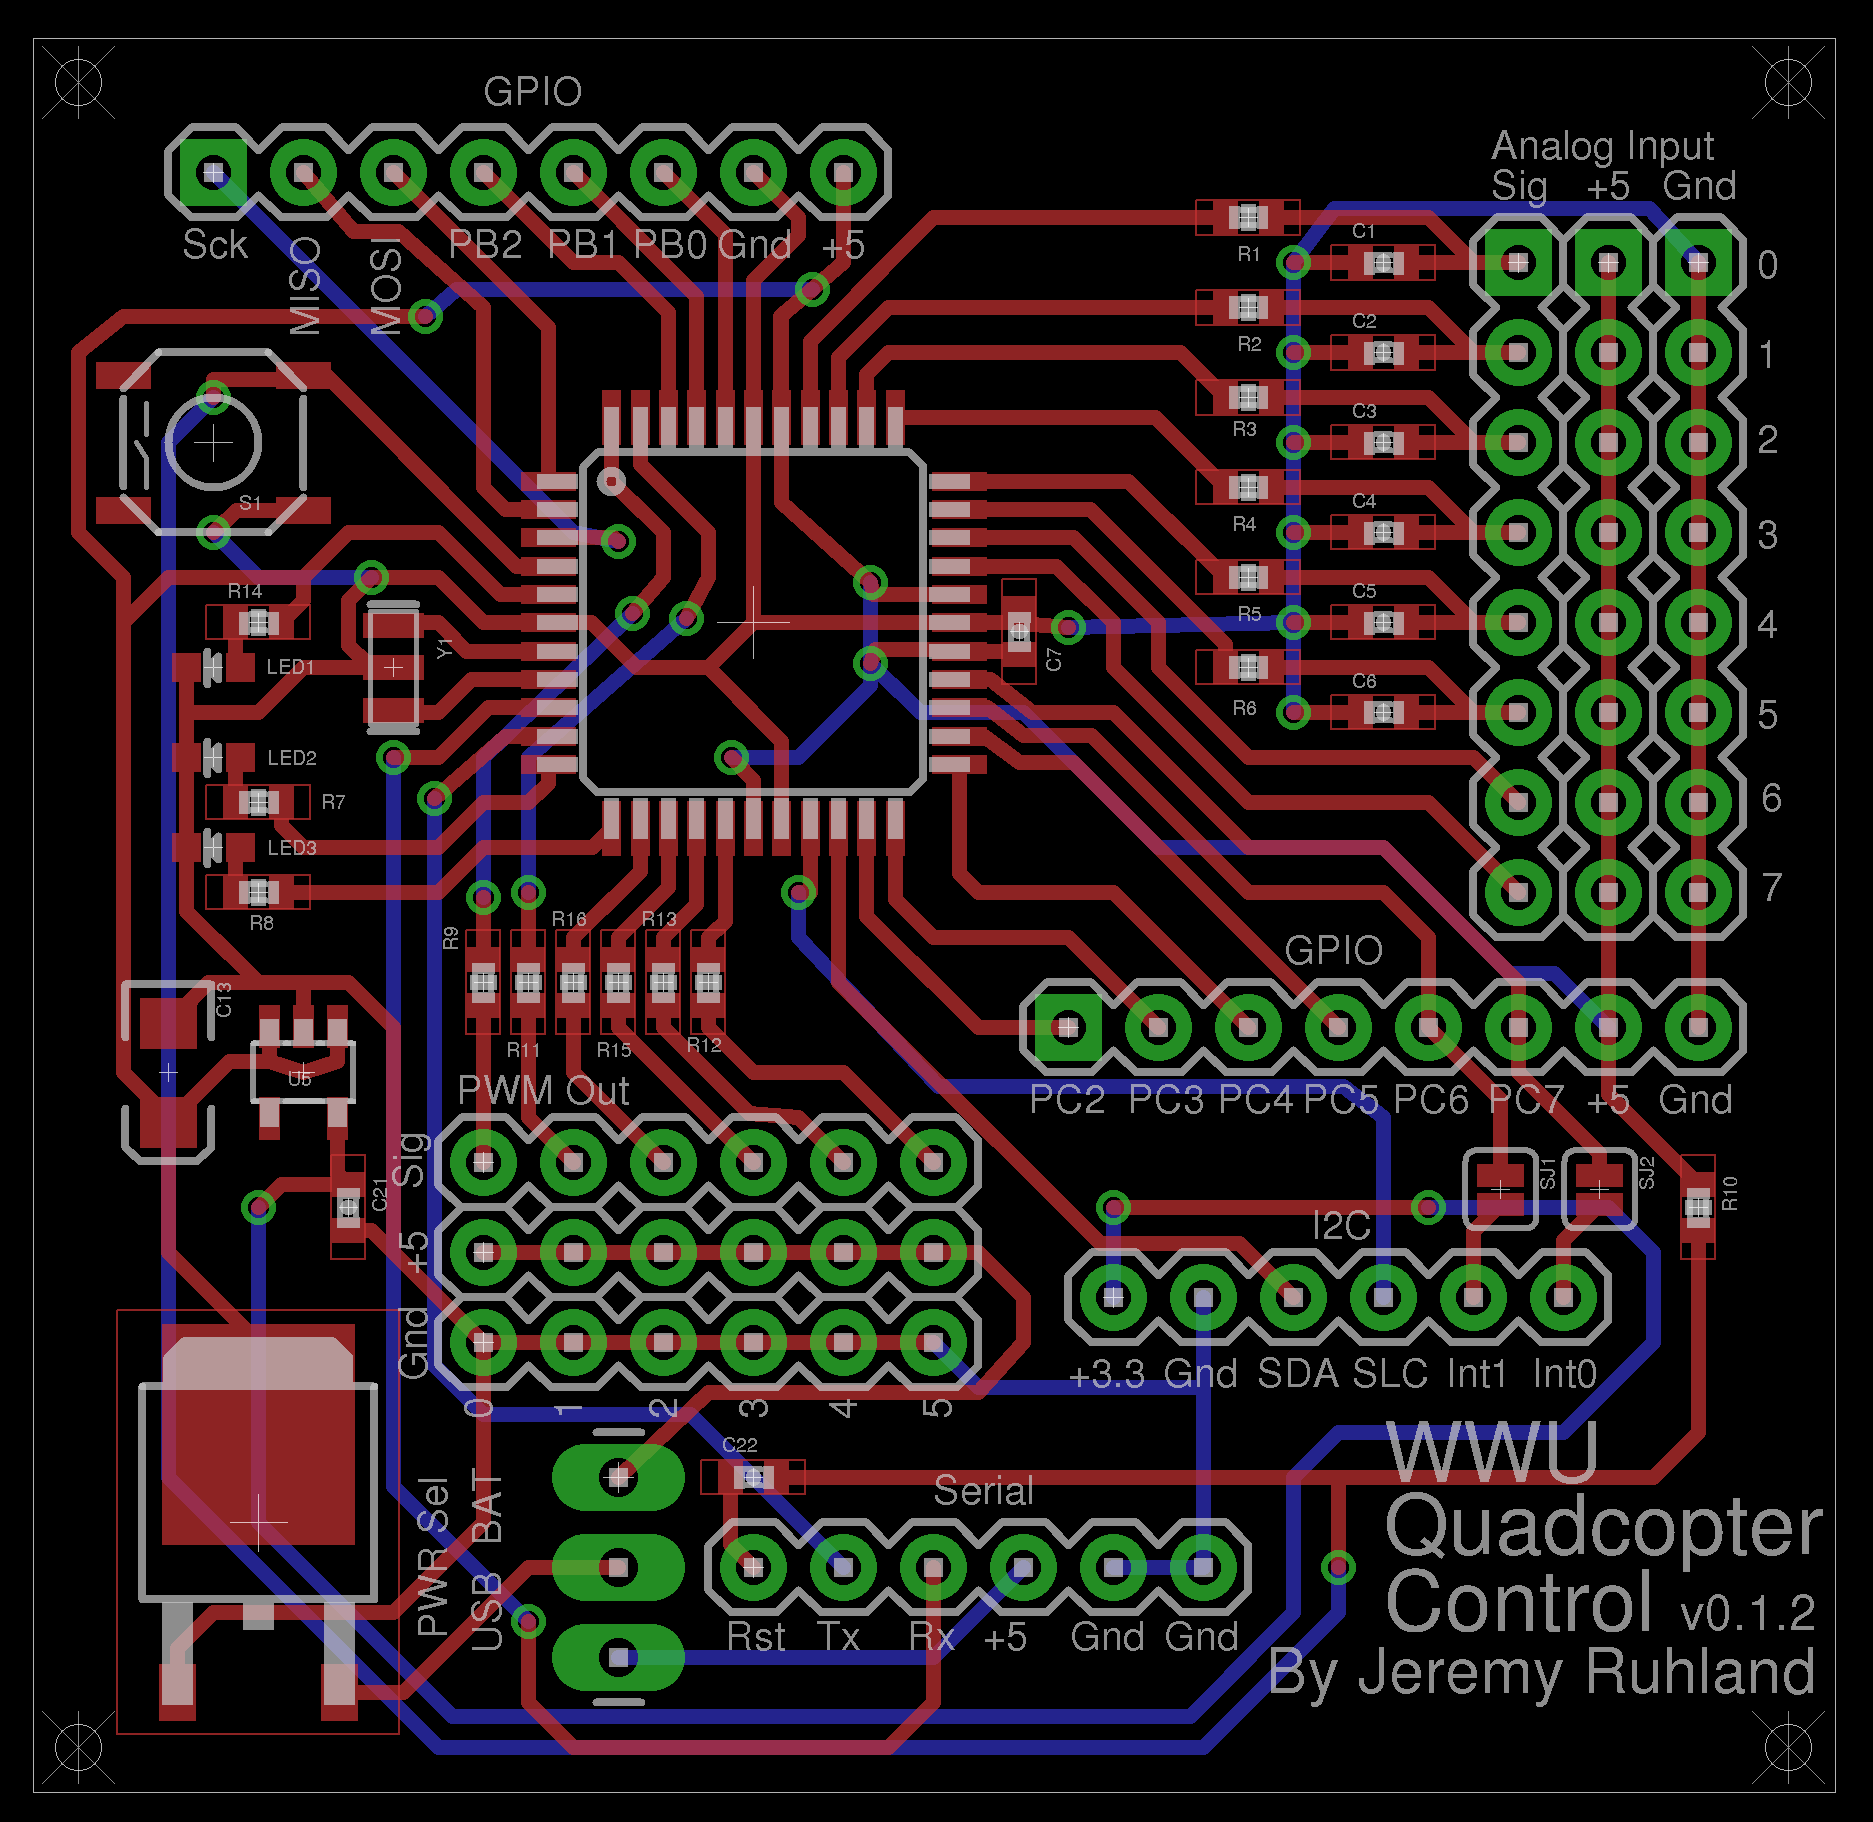 GPIO
Analog Input
Sig +5 Gnd
Sck MISO MOSI PB2 PB1 PB0 Gnd +5
R1
C1
0
R2
C2
1
R3
C3
2
R4
C4
3
R5
C5
4
R6
C6
5
6
7
S1
R14
LED1
Y1
C7
LED2
R7
LED3
R8
R9
R16
R13
R11
R15
R12
C13
U5
C21
GPIO
PC2 PC3 PC4 PC5 PC6 PC7 +5 Gnd
PWM Out
Sig
+5
Gnd
0 1 2 3 4 5
SJ1
SJ2
R10
I2C
+3.3 Gnd SDA SLC Int1 Int0
PWR Sel
USB BAT
C22
Serial
Rst Tx Rx +5 Gnd Gnd
WWU
Quadcopter
Control v0.1.2
By Jeremy Ruhland